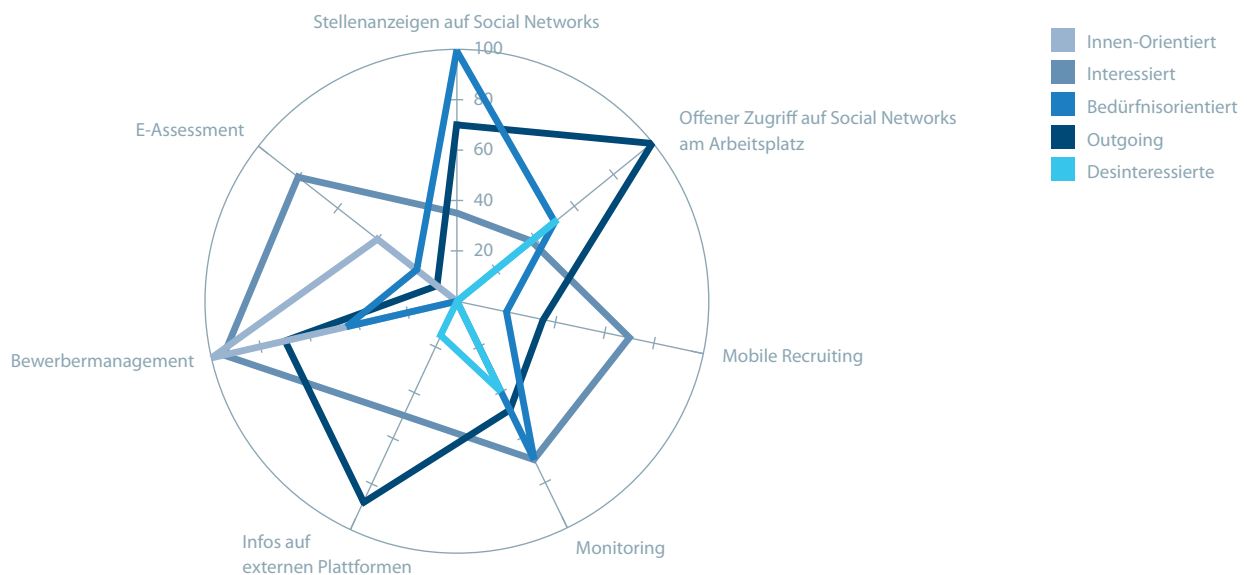 Stellenanzeigen auf Social Networks
100
80
60
40
20
Offener Zugriff auf Social Networks
am Arbeitsplatz
Mobile Recruiting
Monitoring
Infos auf
externen Plattformen
Bewerbermanagement
E-Assessment
Innen-Orientiert
Interessiert
Bedürfnisorientiert
Outgoing
Desinteressierte